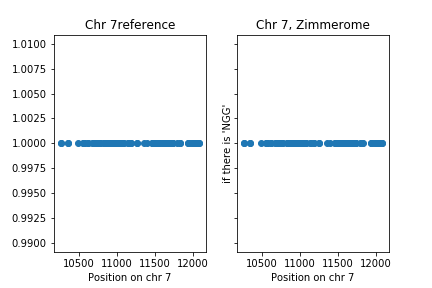 Chr 7reference
Chr 7, Zimmerome
1.0100
1.0075
1.0050
1.0025
1.0000
0.9975
0.9950
0.9925
0.9900
if there is 'NGG'
10500 11000 11500 12000
10500 11000 11500 12000
Position on chr 7
Position on chr 7